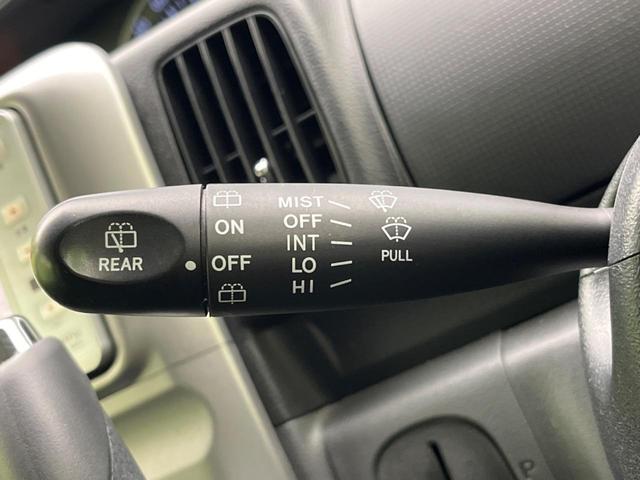 REAR
ON
OFF
MIST
OFF
INT
LO
HI
PULL
P